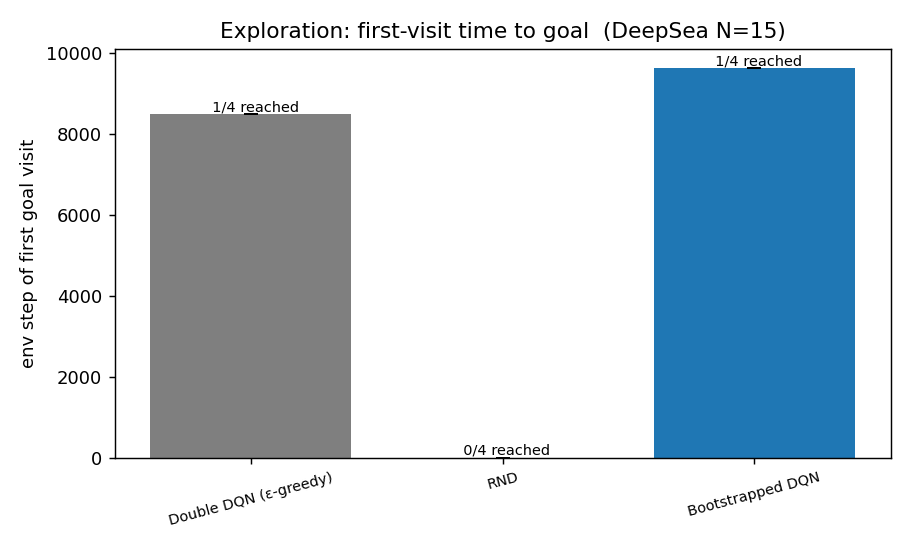 Exploration: first-visit time to goal  (DeepSea N=15)
env step of first goal visit
10000
8000
6000
4000
2000
0
1/4 reached
0/4 reached
1/4 reached
Double DQN (ε-greedy)
RND
Bootstrapped DQN